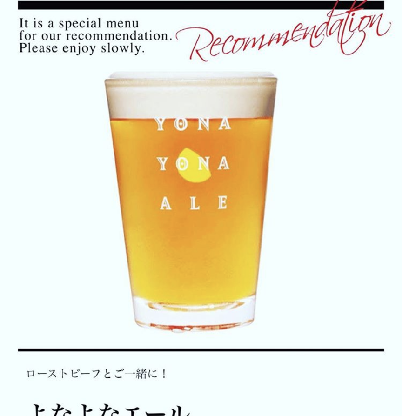 It is a special menu
for our recommendation.
Please enjoy slowly.
Recommendation
YONA
YONA
ALE
ローストビーフとご一緒に！
よなよなエール